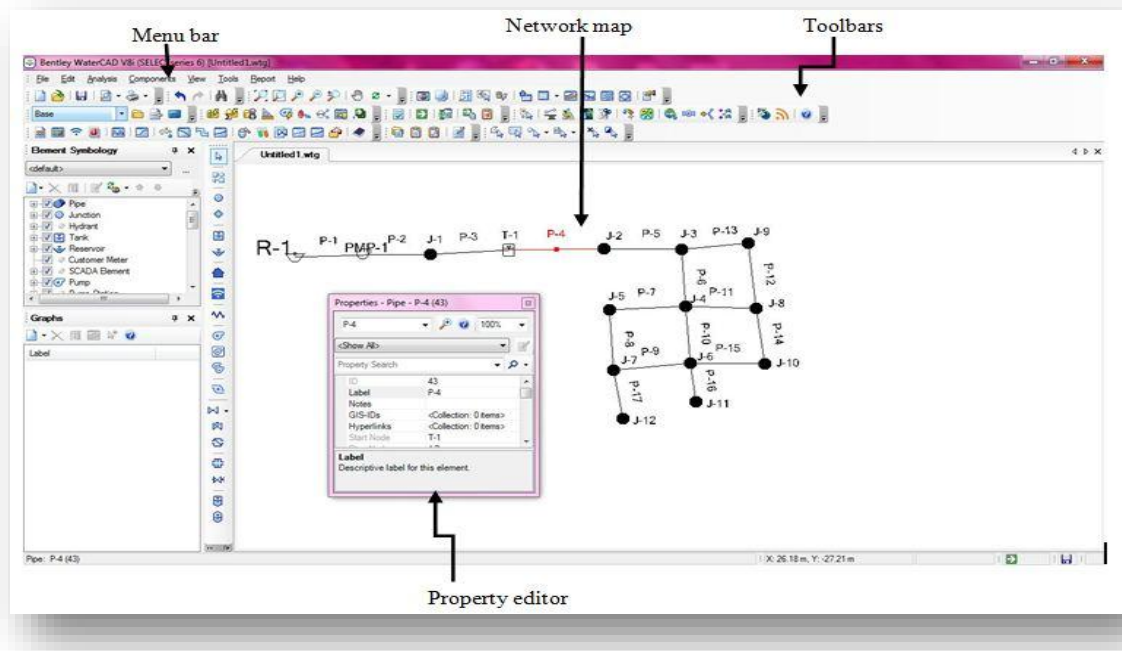 Menu bar
Network map
Toolbars
Bentley WaterCAD V8i (SELECTseries 6) [Untitled1.wtg]
File Edit Analysis Components View Tools Report Help
Base
Element Symbology
<default>
Pipe
Junction
Hydrant
Tank
Reservoir
Customer Meter
SCADA Element
Pump
Graphs
Label
Untitled1.wtg
R-1 P-1 PMP-1 P-2 J-1 P-3 T-1 P-4 J-2 P-5 J-3 P-13 J-9
P-6 P-12
J-5 P-7 J-4 P-11 J-8
P-8 P-10 P-14
J-7 P-9 J-6 P-15 J-10
P-17 P-16
J-12 J-11
Properties - Pipe - P-4 (43)
P-4 100%
<Show All>
Property Search
ID 43
Label P-4
Notes
GIS-IDs <Collection: 0 items>
Hyperlinks <Collection: 0 items>
Start Node T-1
Label
Descriptive label for this element.
Pipe: P-4 (43)
X: 26.18 m, Y: -27.21 m
Property editor